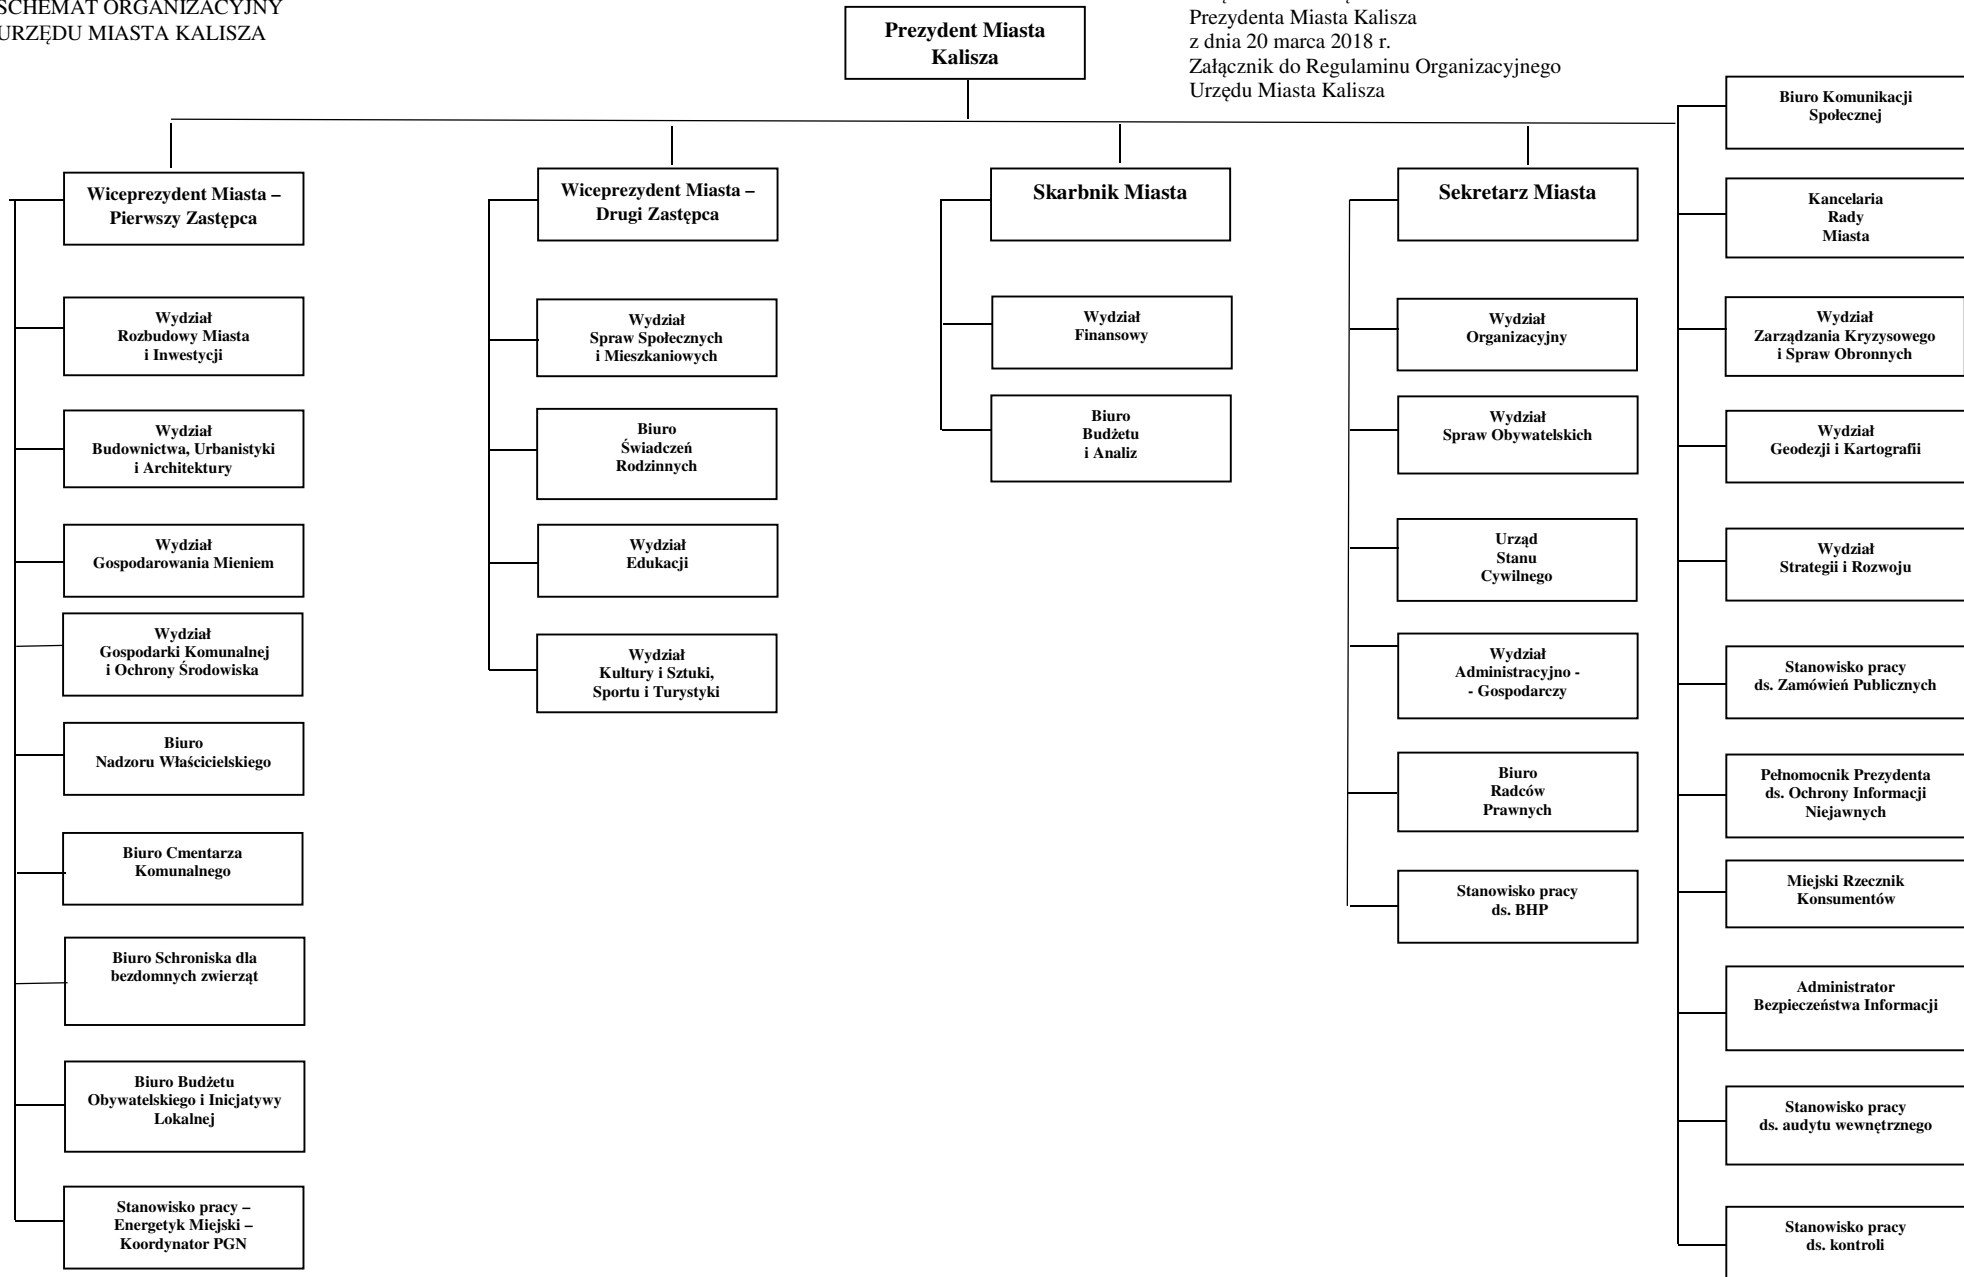 SCHEMAT ORGANIZACYJNY
URZĘDU MIASTA KALISZA
Prezydent Miasta
Kalisza
Prezydenta Miasta Kalisza
z dnia 20 marca 2018 r.
Załącznik do Regulaminu Organizacyjnego
Urzędu Miasta Kalisza
Wiceprezydent Miasta –
Pierwszy Zastępca
Wydział
Rozbudowy Miasta
i Inwestycji
Wydział
Budownictwa, Urbanistyki
i Architektury
Wydział
Gospodarowania Mieniem
Wydział
Gospodarki Komunalnej
i Ochrony Środowiska
Biuro
Nadzoru Właścicielskiego
Biuro Cmentarza
Komunalnego
Biuro Schroniska dla
bezdomnych zwierząt
Biuro Budżetu
Obywatelskiego i Inicjatywy
Lokalnej
Stanowisko pracy –
Energetyk Miejski –
Koordynator PGN
Wiceprezydent Miasta –
Drugi Zastępca
Wydział
Spraw Społecznych
i Mieszkaniowych
Biuro
Świadczeń
Rodzinnych
Wydział
Edukacji
Wydział
Kultury i Sztuki,
Sportu i Turystyki
Skarbnik Miasta
Wydział
Finansowy
Biuro
Budżetu
i Analiz
Sekretarz Miasta
Wydział
Organizacyjny
Wydział
Spraw Obywatelskich
Urząd
Stanu
Cywilnego
Wydział
Administracyjno -
- Gospodarczy
Biuro
Radców
Prawnych
Stanowisko pracy
ds. BHP
Biuro Komunikacji
Społecznej
Kancelaria
Rady
Miasta
Wydział
Zarządzania Kryzysowego
i Spraw Obronnych
Wydział
Geodezji i Kartografii
Wydział
Strategii i Rozwoju
Stanowisko pracy
ds. Zamówień Publicznych
Pełnomocnik Prezydenta
ds. Ochrony Informacji
Niejawnych
Miejski Rzecznik
Konsumentów
Administrator
Bezpieczeństwa Informacji
Stanowisko pracy
ds. audytu wewnętrznego
Stanowisko pracy
ds. kontroli